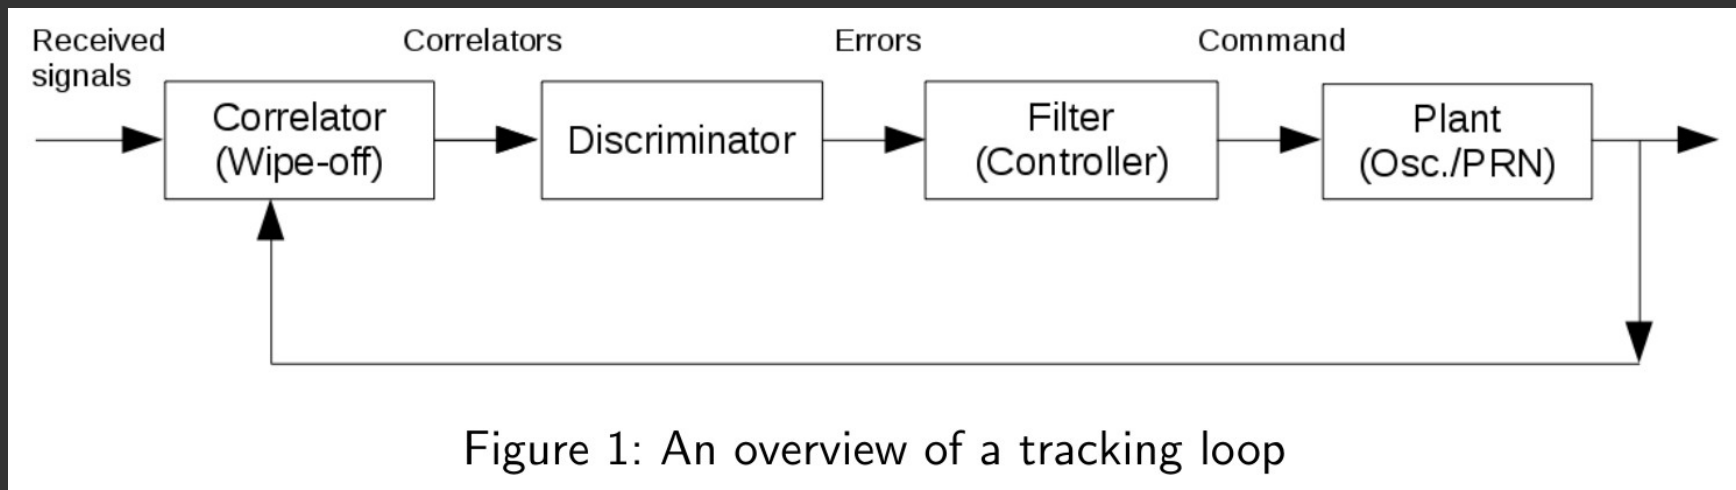 Received
signals
Correlators
Errors
Command
Correlator
(Wipe-off)
Discriminator
Filter
(Controller)
Plant
(Osc./PRN)
Figure 1: An overview of a tracking loop